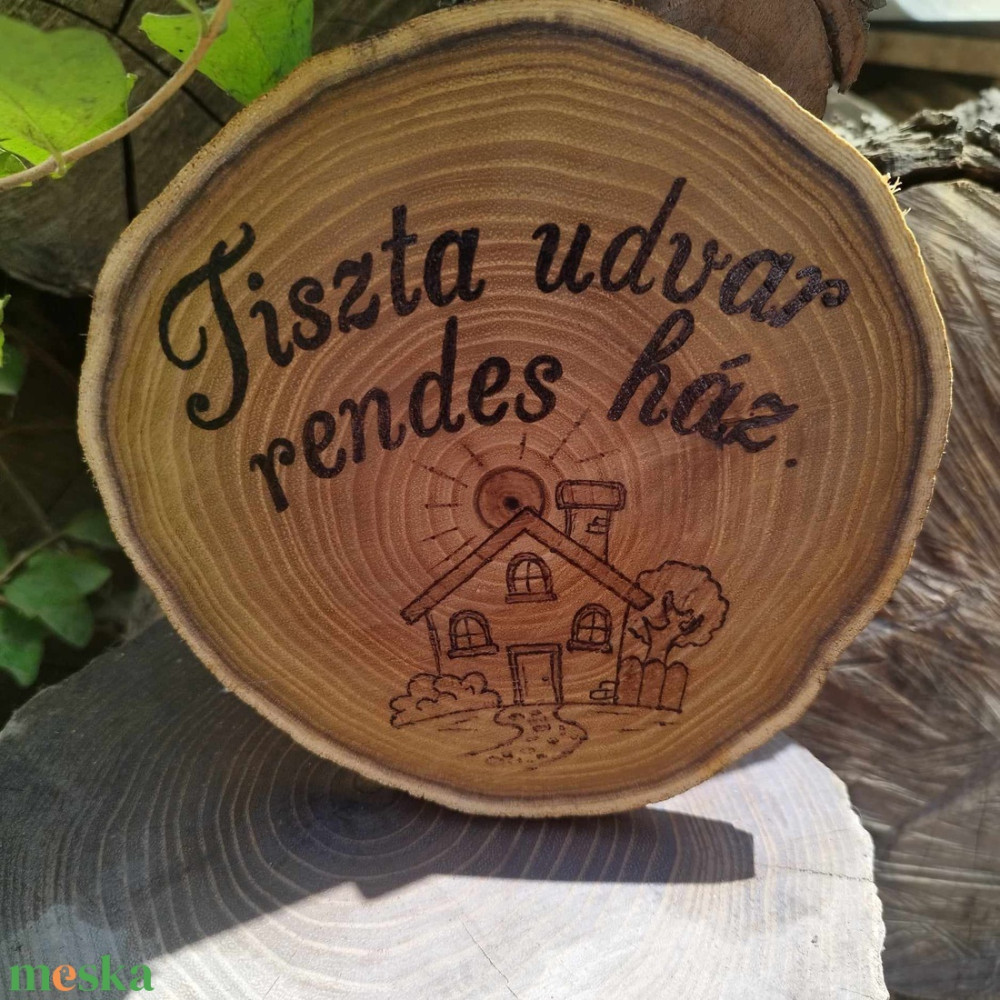 Tiszta udvar
rendes ház.
meska